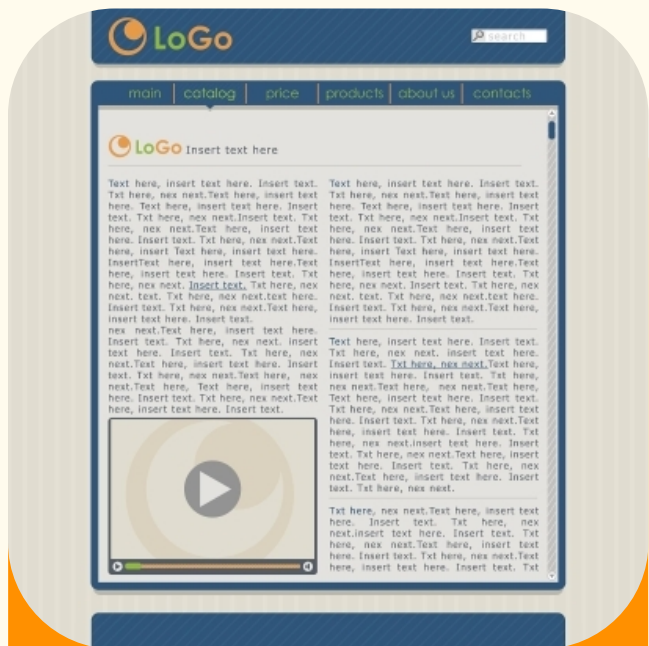 LoGo
search
main catalog price products about us contacts
LoGo Insert text here
Text here, insert text here. Insert text.
Txt here, nex next.Text here, insert text
here. Text here, insert text here. Insert
text. Txt here, nex next.Insert text. Txt
here, nex next.Text here, insert text
here. Insert text. Txt here, nex next.Text
here, insert Text here, insert text here.
InsertText here, insert text here.Text
here, insert text here. Insert text. Txt
here, nex next. Insert text. Txt here, nex
next. text. Txt here, nex next.text here.
Insert text. Txt here, nex next.Text here,
insert text here. Insert text.
nex next.Text here, insert text here.
Insert text. Txt here, nex next. insert
text here. Insert text. Txt here, nex
next.Text here, insert text here. Insert
text. Txt here, nex next.Text here, nex
next.Text here, Text here, insert text
here. Insert text. Txt here, nex next.Text
here, insert text here. Insert text.
Text here, insert text here. Insert text.
Txt here, nex next.Text here, insert text
here. Text here, insert text here. Insert
text. Txt here, nex next.Insert text. Txt
here, nex next.Text here, insert text
here. Insert text. Txt here, nex next.Text
here, insert Text here, insert text here.
InsertText here, insert text here.Text
here, insert text here. Insert text. Txt
here, nex next. Insert text. Txt here, nex
next. text. Txt here, nex next.text here.
Insert text. Txt here, nex next.Text here,
insert text here. Insert text.
Text here, insert text here. Insert text.
Txt here, nex next. insert text here.
Insert text. Txt here, nex next.Text here,
insert text here. Insert text. Txt here,
nex next.Text here, nex next.Text here,
Text here, insert text here. Insert text.
Txt here, nex next.Text here, insert text
here. Insert text. Txt here, nex next.Text
here, insert text here. Insert text. Txt
here, nex next.insert text here. Insert
text. Txt here, nex next.Text here, insert
text here. Insert text. Txt here, nex
next.Text here, insert text here. Insert
text. Txt here, nex next.
Txt here, nex next.Text here, insert text
here. Insert text. Txt here, nex
next.insert text here. Insert text. Txt
here, nex next.Text here, insert text
here. Insert text. Txt here, nex next.Text
here, insert text here. Insert text. Txt